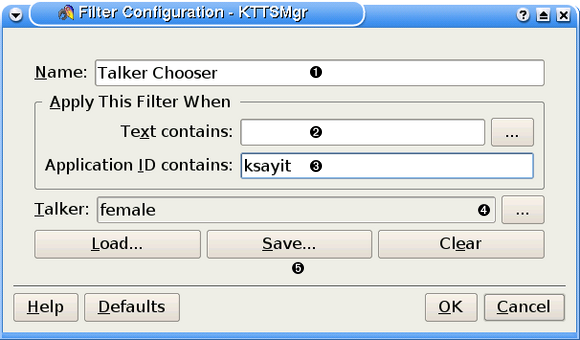 Filter Configuration - KTTSMgr
Name: Talker Chooser ❶
Apply This Filter When
Text contains: ❷ ...
Application ID contains: ksayit ❸
Talker: female ❹ ...
Load... Save... Clear
❺
Help Defaults OK Cancel